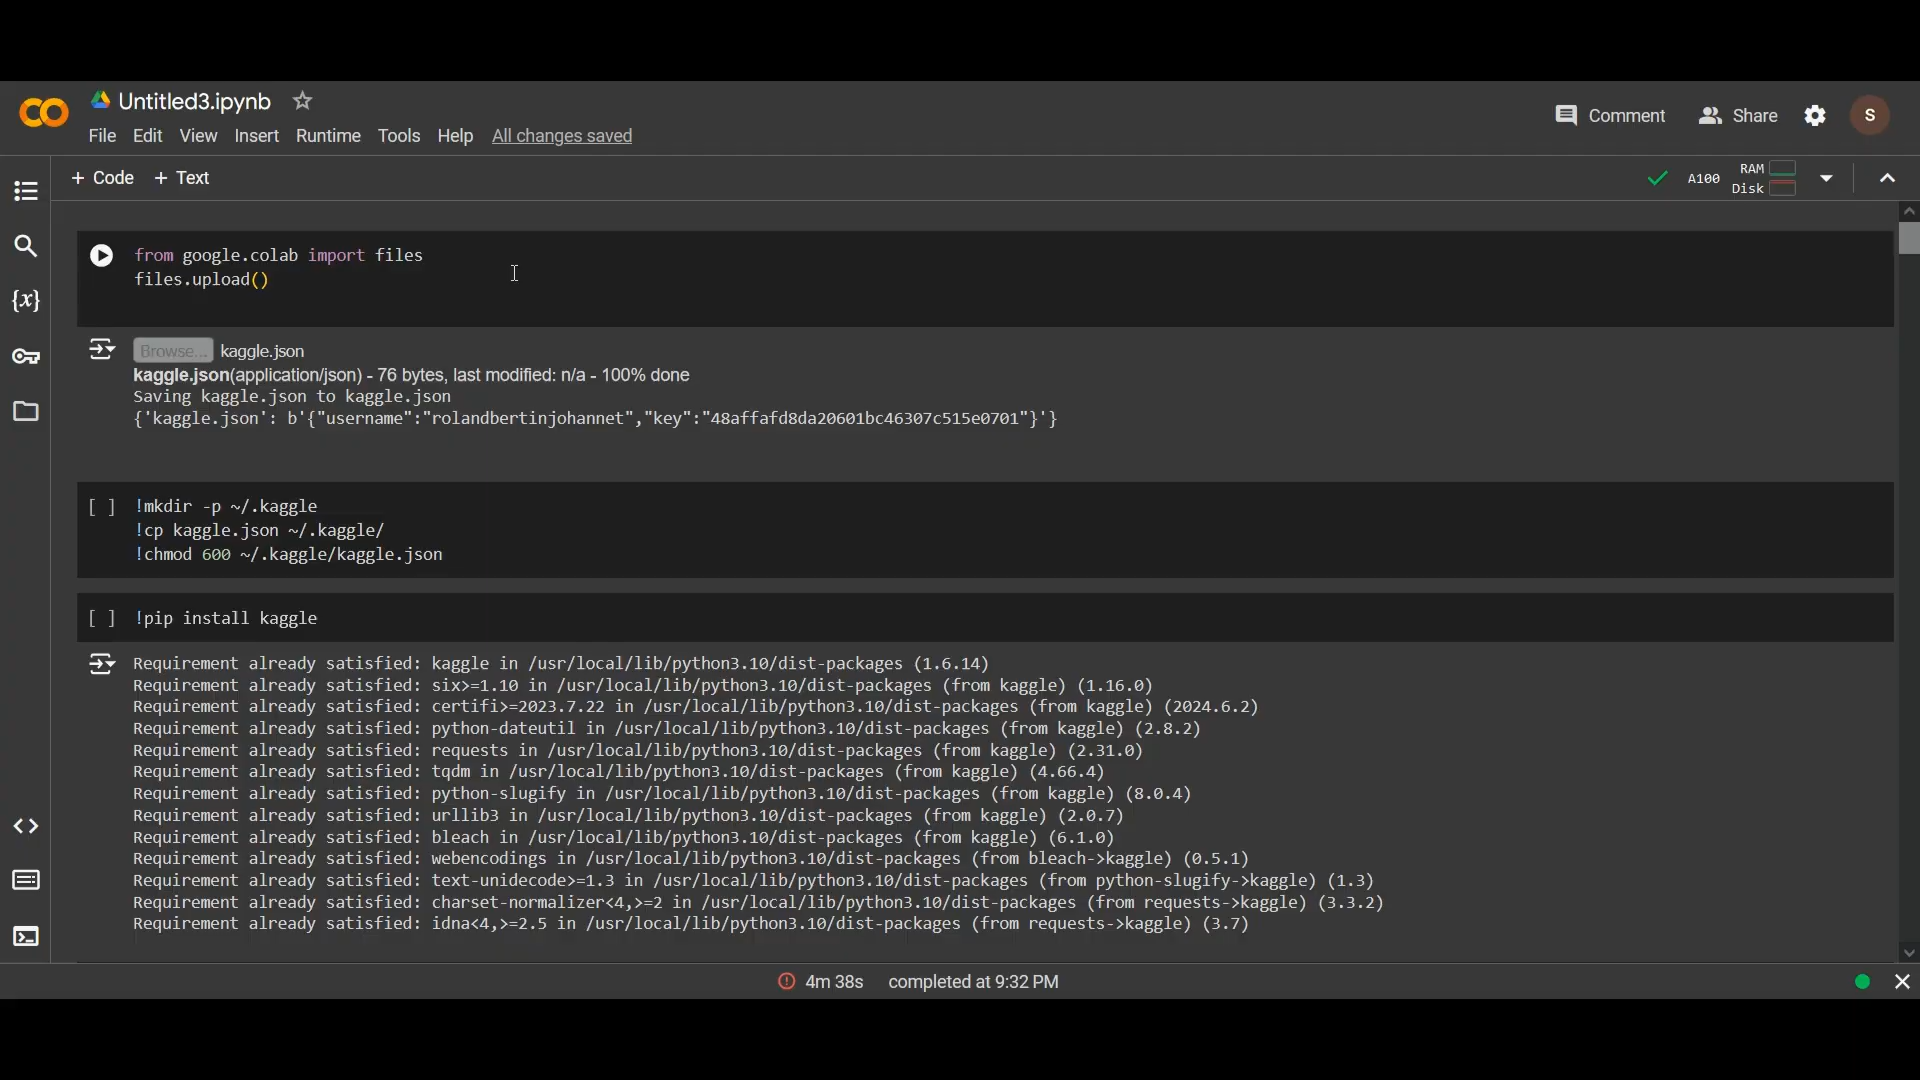 Untitled3.ipynb
File Edit View Insert Runtime Tools Help All changes saved
Comment Share S
+ Code + Text
A100 RAM Disk
from google.colab import files
files.upload()
Browse... kaggle.json
kaggle.json(application/json) - 76 bytes, last modified: n/a - 100% done
Saving kaggle.json to kaggle.json
{'kaggle.json': b'{"username":"rolandbertinjohannet","key":"48affafd8da20601bc46307c515e0701"}'}
[ ] !mkdir -p ~/.kaggle
!cp kaggle.json ~/.kaggle/
!chmod 600 ~/.kaggle/kaggle.json
[ ] !pip install kaggle
Requirement already satisfied: kaggle in /usr/local/lib/python3.10/dist-packages (1.6.14)
Requirement already satisfied: six>=1.10 in /usr/local/lib/python3.10/dist-packages (from kaggle) (1.16.0)
Requirement already satisfied: certifi>=2023.7.22 in /usr/local/lib/python3.10/dist-packages (from kaggle) (2024.6.2)
Requirement already satisfied: python-dateutil in /usr/local/lib/python3.10/dist-packages (from kaggle) (2.8.2)
Requirement already satisfied: requests in /usr/local/lib/python3.10/dist-packages (from kaggle) (2.31.0)
Requirement already satisfied: tqdm in /usr/local/lib/python3.10/dist-packages (from kaggle) (4.66.4)
Requirement already satisfied: python-slugify in /usr/local/lib/python3.10/dist-packages (from kaggle) (8.0.4)
Requirement already satisfied: urllib3 in /usr/local/lib/python3.10/dist-packages (from kaggle) (2.0.7)
Requirement already satisfied: bleach in /usr/local/lib/python3.10/dist-packages (from kaggle) (6.1.0)
Requirement already satisfied: webencodings in /usr/local/lib/python3.10/dist-packages (from bleach->kaggle) (0.5.1)
Requirement already satisfied: text-unidecode>=1.3 in /usr/local/lib/python3.10/dist-packages (from python-slugify->kaggle) (1.3)
Requirement already satisfied: charset-normalizer<4,>=2 in /usr/local/lib/python3.10/dist-packages (from requests->kaggle) (3.3.2)
Requirement already satisfied: idna<4,>=2.5 in /usr/local/lib/python3.10/dist-packages (from requests->kaggle) (3.7)
4m 38s completed at 9:32 PM